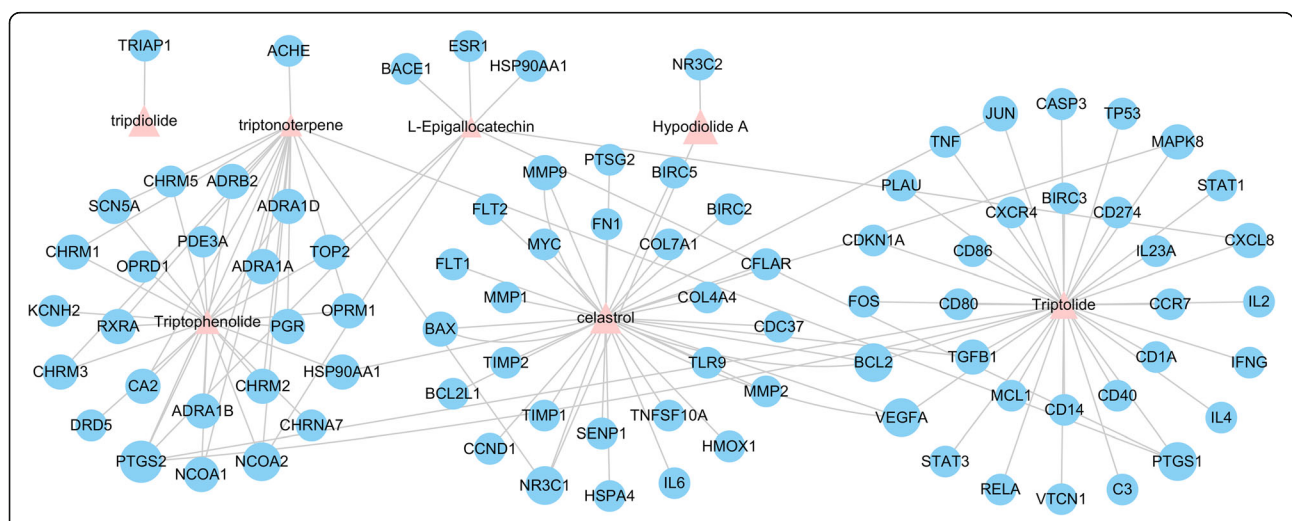 TRIAP1
ACHE
ESR1
BACE1
HSP90AA1
NR3C2
tripdiolide
triptonoterpene
L-Epigallocatechin
Hypodiolide A
CASP3
JUN
TP53
TNF
MAPK8
PTSG2
MMP9
BIRC5
CHRM5
ADRB2
PLAU
STAT1
SCN5A
ADRA1D
FLT2
FN1
BIRC2
CXCR4
BIRC3
CD274
CHRM1
PDE3A
TOP2
MYC
COL7A1
CDKN1A
CD86
IL23A
CXCL8
OPRD1
ADRA1A
FLT1
CFLAR
KCNH2
RXRA
Triptophenolide
PGR
OPRM1
MMP1
COL4A4
FOS
CD80
Triptolide
CCR7
IL2
BAX
celastrol
CDC37
CHRM3
CA2
CHRM2
HSP90AA1
TIMP2
TLR9
BCL2
TGFB1
CD1A
IFNG
BCL2L1
MMP2
MCL1
CD14
CD40
DRD5
ADRA1B
CHRNA7
TIMP1
TNFSF10A
VEGFA
IL4
PTGS2
NCOA1
NCOA2
CCND1
SENP1
HMOX1
STAT3
PTGS1
NR3C1
HSPA4
IL6
RELA
VTCN1
C3